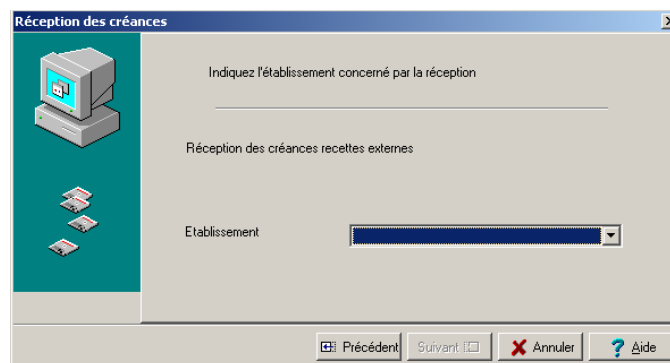 Réception des créances
Indiquez l'établissement concerné par la réception
Réception des créances recettes externes
Etablissement
Précédent Suivant Annuler Aide